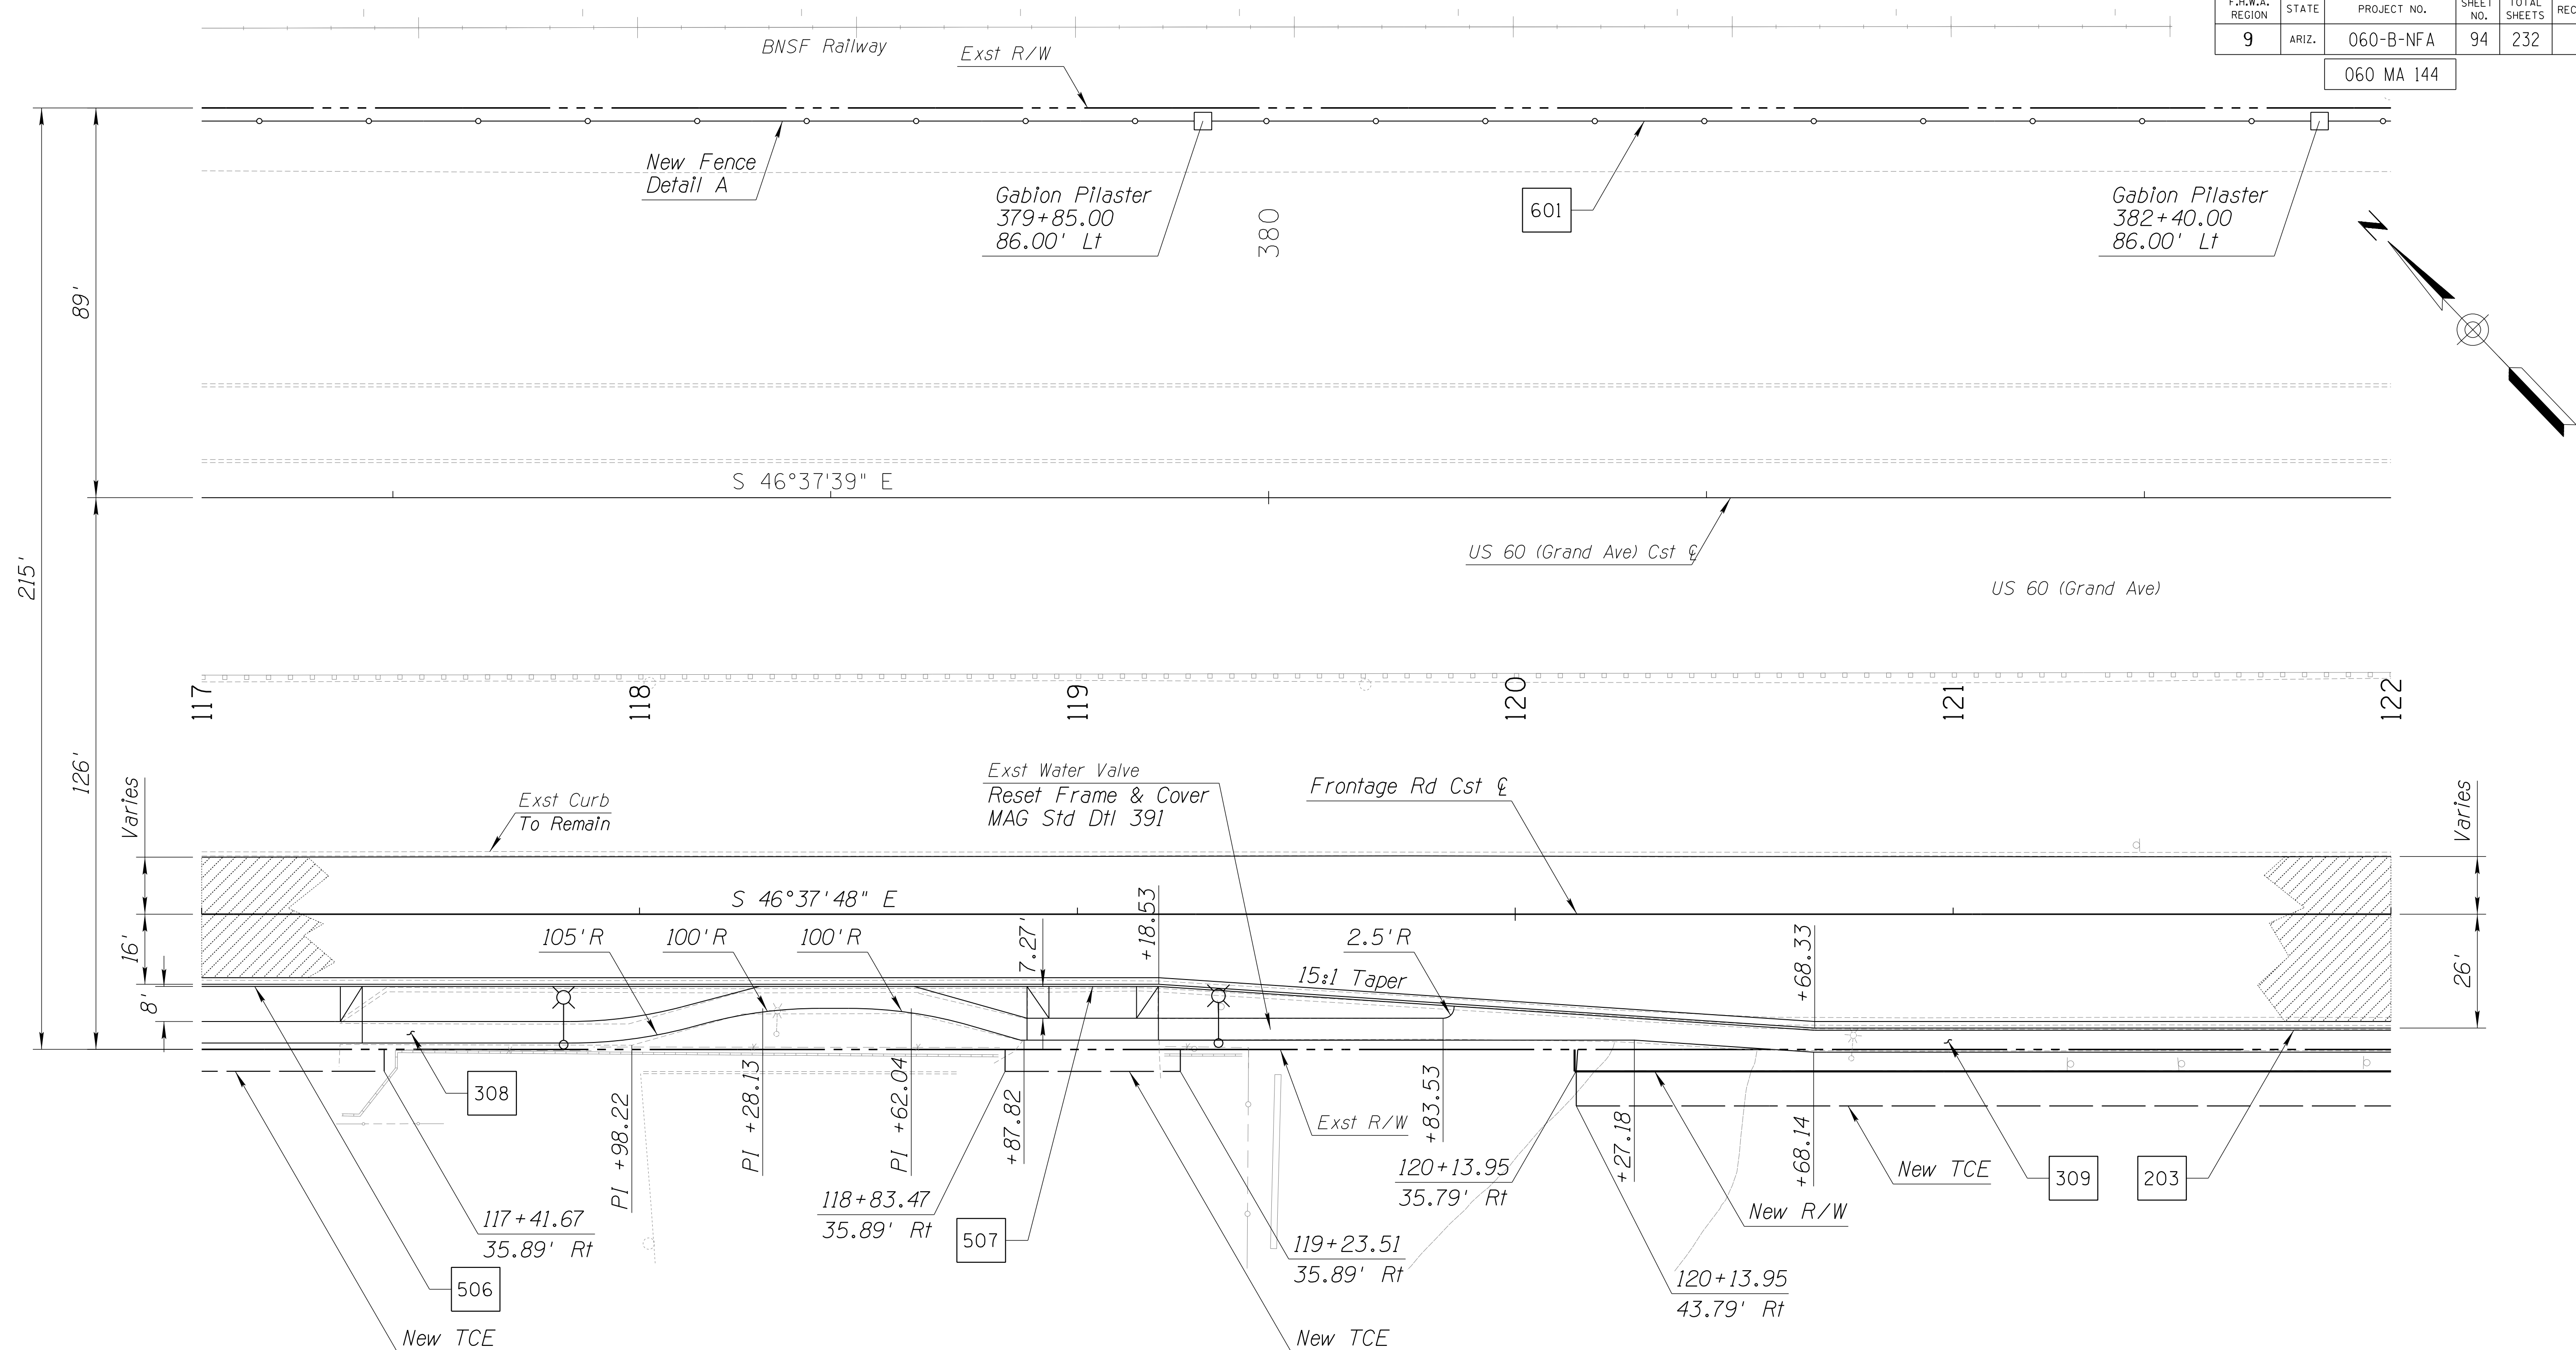 F.H.W.A. REGION
STATE
PROJECT NO.
SHEET NO.
TOTAL SHEETS
9
ARIZ.
060-B-NFA
94
232
060 MA 144
BNSF Railway
Exst R/W
New Fence
Detail A
Gabion Pilaster
379+85.00
86.00' Lt
380
601
Gabion Pilaster
382+40.00
86.00' Lt
N
89'
215'
126'
S 46°37'39" E
US 60 (Grand Ave) Cst ℄
US 60 (Grand Ave)
117
118
119
120
121
122
Varies
16'
8'
Exst Curb
To Remain
Exst Water Valve
Reset Frame & Cover
MAG Std Dtl 391
Frontage Rd Cst ℄
Varies
26'
S 46°37'48" E
105'R
100'R
100'R
7.27'
+18.53
2.5'R
15:1 Taper
+68.33
308
PI +98.22
PI +28.13
PI +62.04
+87.82
Exst R/W
+83.53
+27.18
+68.14
117+41.67
35.89' Rt
118+83.47
35.89' Rt
507
119+23.51
35.89' Rt
120+13.95
35.79' Rt
120+13.95
43.79' Rt
New R/W
New TCE
309
203
506
New TCE
New TCE